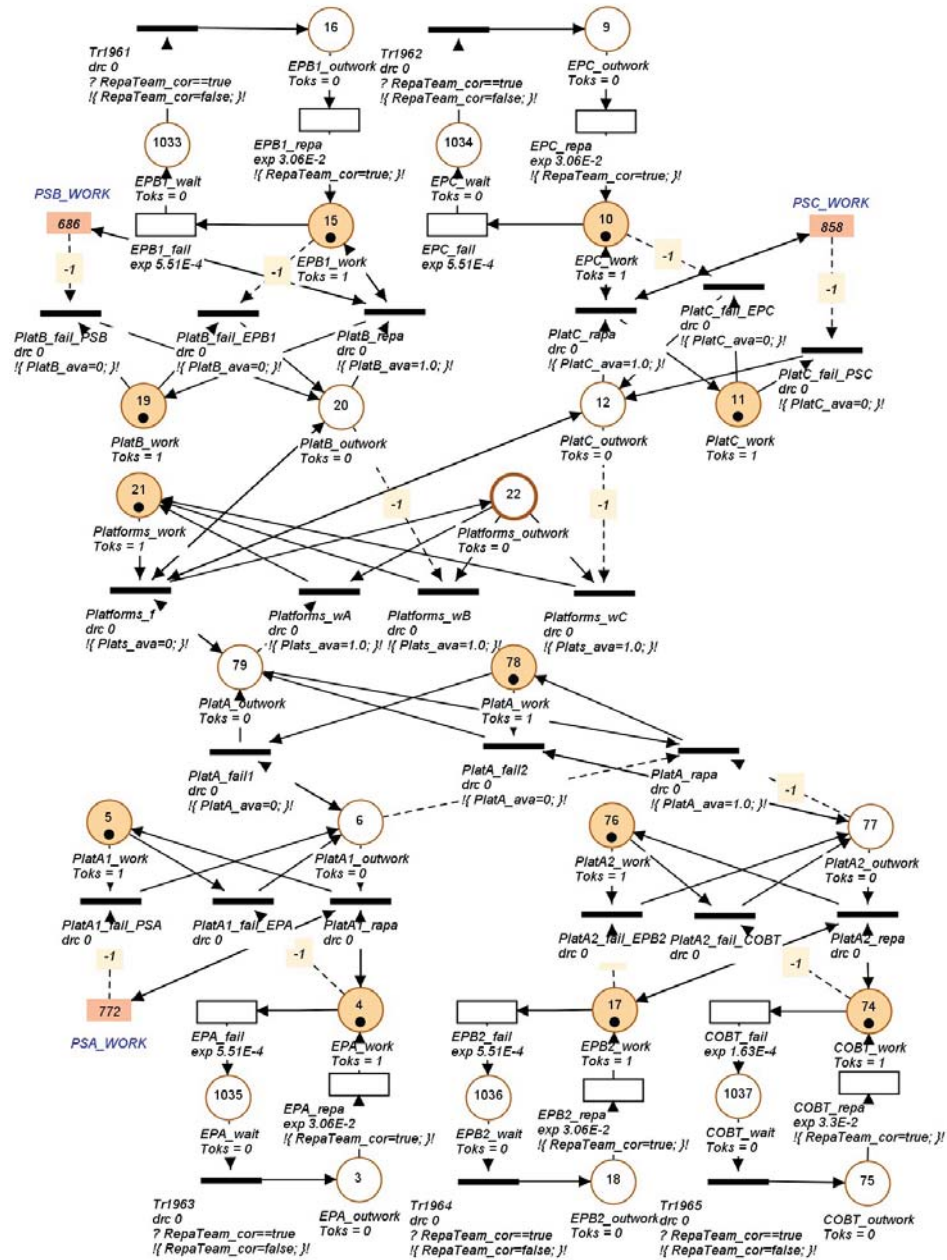 16
9
Tr1961
drc 0
? RepaTeam_cor==true
!{ RepaTeam_cor=false; }!
EPB1_outwork
Toks = 0
Tr1962
drc 0
? RepaTeam_cor==true
!{ RepaTeam_cor=false; }!
EPC_outwork
Toks = 0
1033
EPB1_repa
exp 3.06E-2
!{ RepaTeam_cor=true; }!
1034
EPC_repa
exp 3.06E-2
!{ RepaTeam_cor=true; }!
EPB1_wait
Toks = 0
EPC_wait
Toks = 0
PSB_WORK
686
15
10
PSC_WORK
858
EPB1_fail
exp 5.51E-4
EPB1_work
Toks = 1
EPC_fail
exp 5.51E-4
EPC_work
Toks = 1
-1
-1
-1
-1
PlatB_fail_PSB
drc 0
!{ PlatB_ava=0; }!
PlatB_fail_EPB1
drc 0
!{ PlatB_ava=0; }!
PlatB_repa
drc 0
!{ PlatB_ava=1.0; }!
PlatC_rapa
drc 0
!{ PlatC_ava=1.0; }!
PlatC_fail_EPC
drc 0
!{ PlatC_ava=0; }!
PlatC_fail_PSC
drc 0
!{ PlatC_ava=0; }!
19
20
12
11
PlatB_work
Toks = 1
PlatB_outwork
Toks = 0
PlatC_outwork
Toks = 0
PlatC_work
Toks = 1
21
22
-1
-1
Platforms_work
Toks = 1
Platforms_outwork
Toks = 0
Platforms_f
drc 0
!{ Plats_ava=0; }!
Platforms_wA
drc 0
!{ Plats_ava=1.0; }!
Platforms_wB
drc 0
!{ Plats_ava=1.0; }!
Platforms_wC
drc 0
!{ Plats_ava=1.0; }!
79
78
PlatA_outwork
Toks = 0
PlatA_work
Toks = 1
PlatA_fail1
drc 0
!{ PlatA_ava=0; }!
PlatA_fail2
drc 0
!{ PlatA_ava=0; }!
PlatA_rapa
drc 0
!{ PlatA_ava=1.0; }!
-1
5
6
76
77
PlatA1_work
Toks = 1
PlatA1_outwork
Toks = 0
PlatA2_work
Toks = 1
PlatA2_outwork
Toks = 0
PlatA1_fail_PSA
drc 0
PlatA1_fail_EPA
drc 0
PlatA1_rapa
drc 0
PlatA2_fail_EPB2
drc 0
PlatA2_fail_COBT
drc 0
PlatA2_repa
drc 0
-1
-1
-1
772
PSA_WORK
4
17
74
EPA_fail
exp 5.51E-4
EPA_work
Toks = 1
EPB2_fail
exp 5.51E-4
EPB2_work
Toks = 1
COBT_fail
exp 1.63E-4
COBT_work
Toks = 1
1035
1036
1037
EPA_repa
exp 3.06E-2
!{ RepaTeam_cor=true; }!
EPB2_repa
exp 3.06E-2
!{ RepaTeam_cor=true; }!
COBT_repa
exp 3.3E-2
!{ RepaTeam_cor=true; }!
EPA_wait
Toks = 0
EPB2_wait
Toks = 0
COBT_wait
Toks = 0
3
18
75
Tr1963
drc 0
? RepaTeam_cor==true
!{ RepaTeam_cor=false; }!
EPA_outwork
Toks = 0
Tr1964
drc 0
? RepaTeam_cor==true
!{ RepaTeam_cor=false; }!
EPB2_outwork
Toks = 0
Tr1965
drc 0
? RepaTeam_cor==true
!{ RepaTeam_cor=false; }!
COBT_outwork
Toks = 0